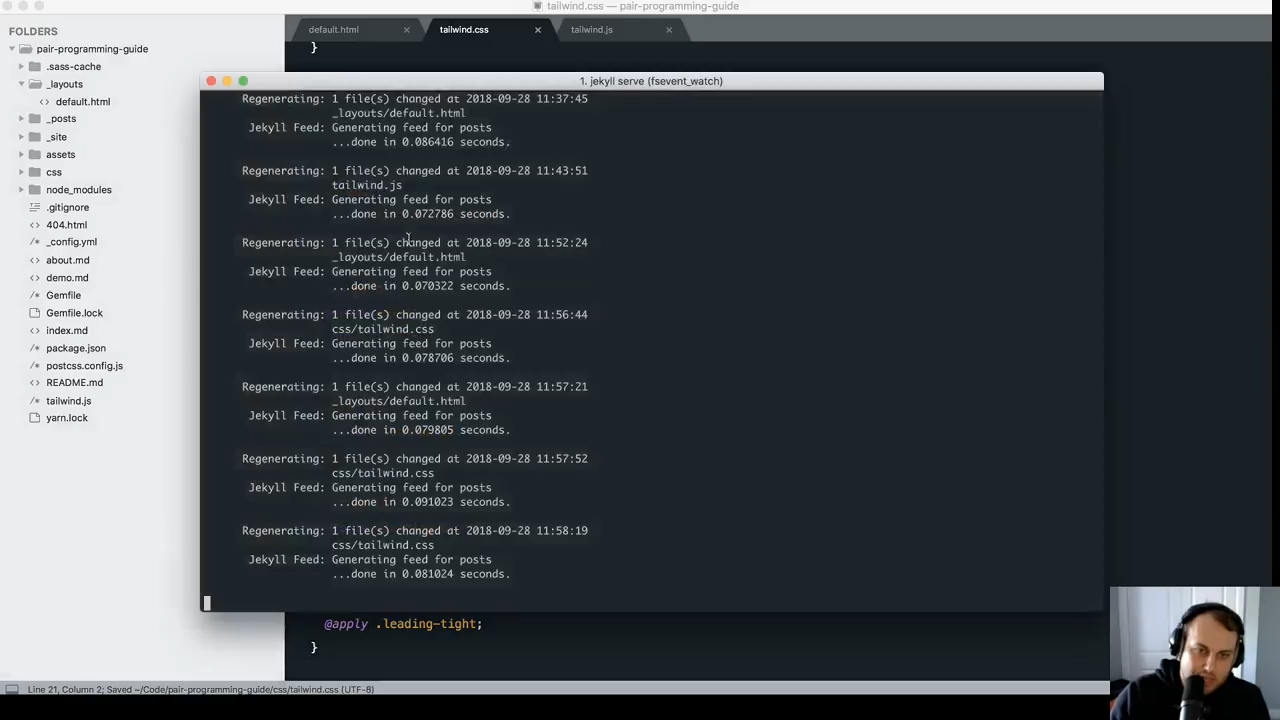 tailwind.css — pair-programming-guide
FOLDERS
pair-programming-guide
.sass-cache
_layouts
default.html
_posts
_site
assets
css
node_modules
.gitignore
404.html
_config.yml
about.md
demo.md
Gemfile
Gemfile.lock
index.md
package.json
postcss.config.js
README.md
tailwind.js
yarn.lock
default.html × tailwind.css × tailwind.js ×
}
1. jekyll serve (fsevent_watch)
Regenerating: 1 file(s) changed at 2018-09-28 11:37:45
_layouts/default.html
Jekyll Feed: Generating feed for posts
...done in 0.086416 seconds.
Regenerating: 1 file(s) changed at 2018-09-28 11:43:51
tailwind.js
Jekyll Feed: Generating feed for posts
...done in 0.072786 seconds.
Regenerating: 1 file(s) changed at 2018-09-28 11:52:24
_layouts/default.html
Jekyll Feed: Generating feed for posts
...done in 0.070322 seconds.
Regenerating: 1 file(s) changed at 2018-09-28 11:56:44
css/tailwind.css
Jekyll Feed: Generating feed for posts
...done in 0.078706 seconds.
Regenerating: 1 file(s) changed at 2018-09-28 11:57:21
_layouts/default.html
Jekyll Feed: Generating feed for posts
...done in 0.079805 seconds.
Regenerating: 1 file(s) changed at 2018-09-28 11:57:52
css/tailwind.css
Jekyll Feed: Generating feed for posts
...done in 0.091023 seconds.
Regenerating: 1 file(s) changed at 2018-09-28 11:58:19
css/tailwind.css
Jekyll Feed: Generating feed for posts
...done in 0.081024 seconds.
@apply .leading-tight;
}
Line 21, Column 2; Saved ~/Code/pair-programming-guide/css/tailwind.css (UTF-8)